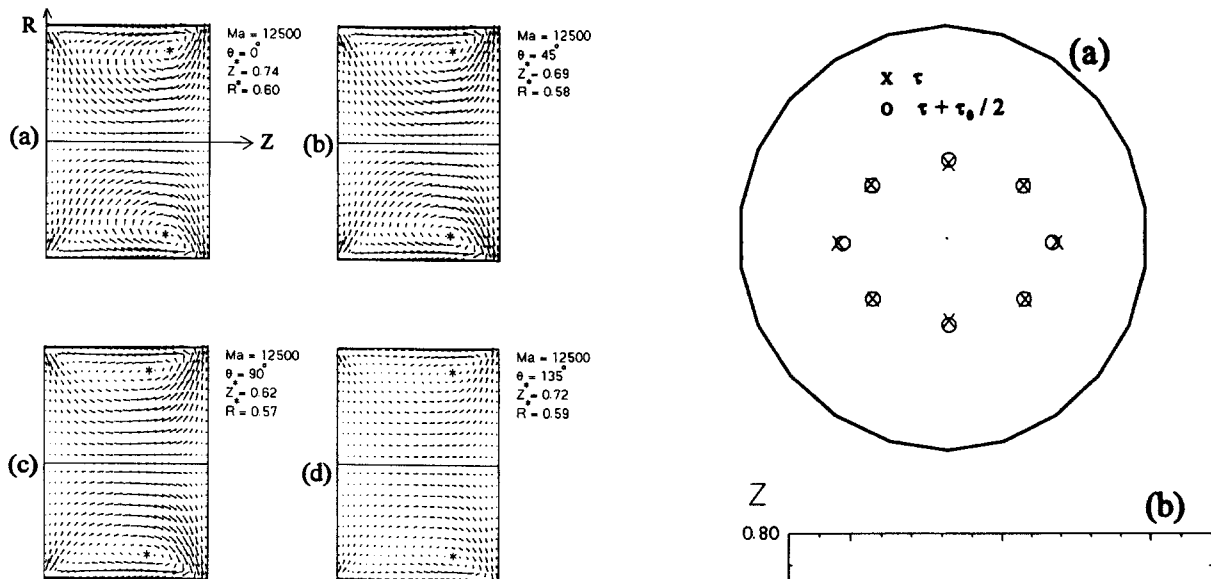 R
Ma = 12500
θ = 0°
Z* = 0.74
R* = 0.60
(a)
Z
Ma = 12500
θ = 45°
Z* = 0.69
R* = 0.58
(b)
Ma = 12500
θ = 90°
Z* = 0.62
R* = 0.57
(c)
Ma = 12500
θ = 135°
Z* = 0.72
R* = 0.59
(d)
(a)
x τ
o τ + τ₀ / 2
Z
(b)
0.80